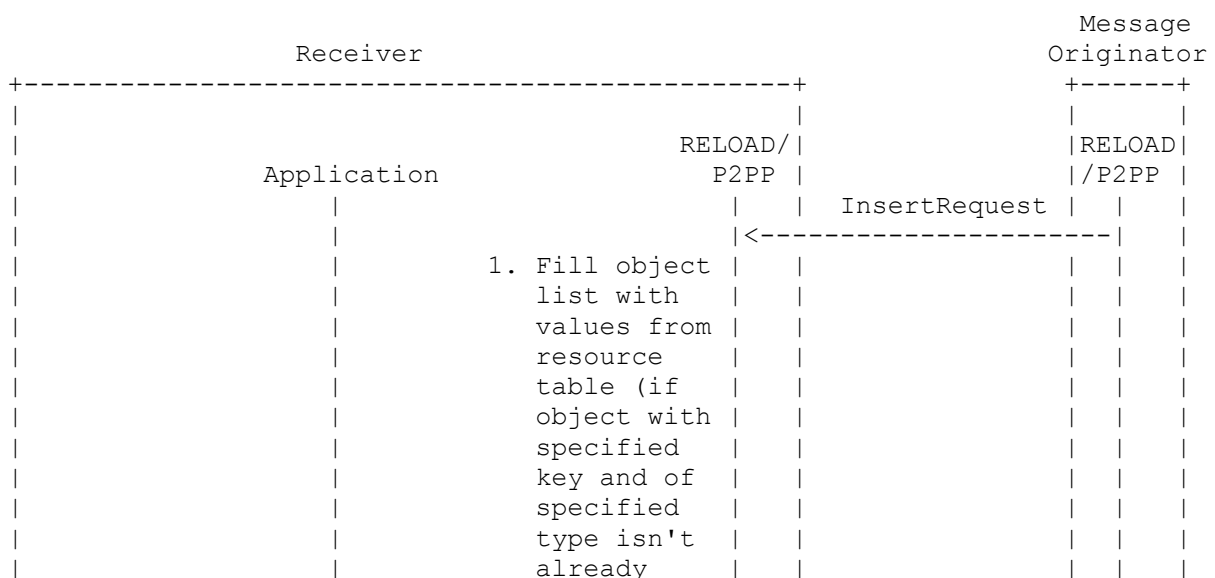 Message
Receiver Originator
+------------------------------------------------+ +------+
| | | |
| RELOAD/| |RELOAD|
| Application P2PP | |/P2PP |
| | | | InsertRequest | | |
| | |<----------------------| |
| | 1. Fill object | | | | |
| | list with | | | | |
| | values from | | | | |
| | resource | | | | |
| | table (if | | | | |
| | object with | | | | |
| | specified | | | | |
| | key and of | | | | |
| | specified | | | | |
| | type isn't | | | | |
| | already | | | | |